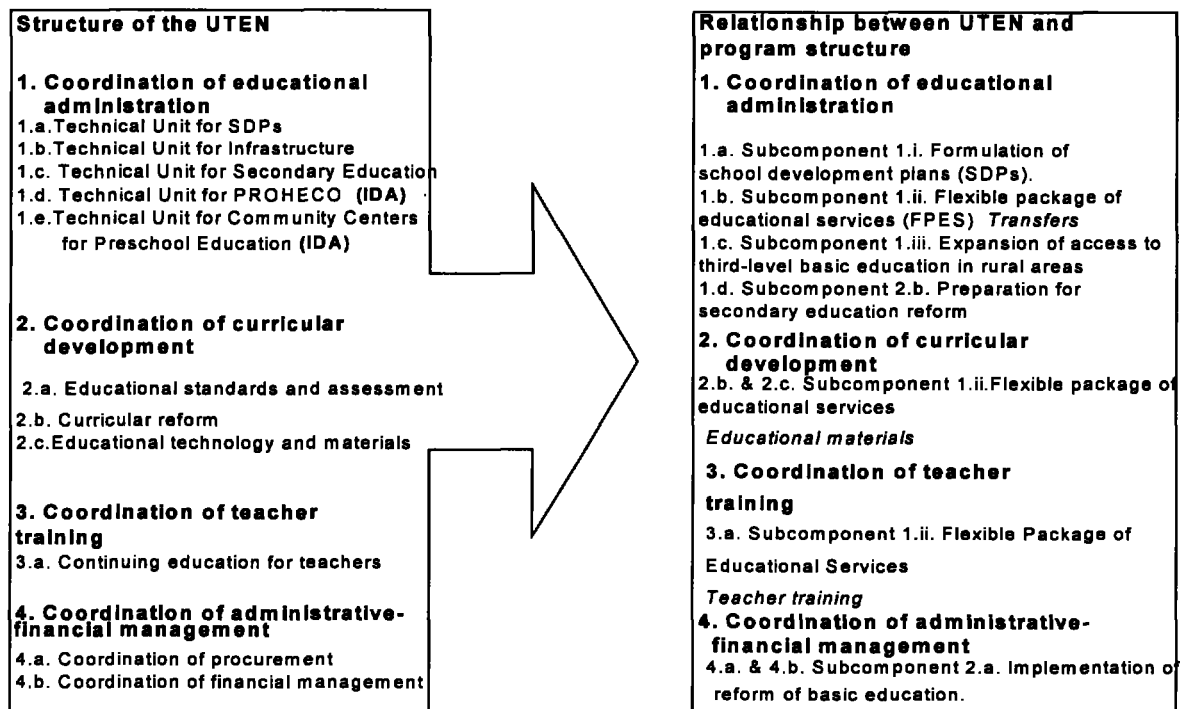 Structure of the UTEN
1. Coordination of educational
administration
1.a.Technical Unit for SDPs
1.b.Technical Unit for Infrastructure
1.c. Technical Unit for Secondary Education
1.d. Technical Unit for PROHECO (IDA)
1.e.Technical Unit for Community Centers
for Preschool Education (IDA)
2. Coordination of curricular
development
2.a. Educational standards and assessment
2.b. Curricular reform
2.c.Educational technology and materials
3. Coordination of teacher
training
3.a. Continuing education for teachers
4. Coordination of administrative-
financial management
4.a. Coordination of procurement
4.b. Coordination of financial management
Relationship between UTEN and
program structure
1. Coordination of educational
administration
1.a. Subcomponent 1.i. Formulation of
school development plans (SDPs).
1.b. Subcomponent 1.ii. Flexible package of
educational services (FPES) Transfers
1.c. Subcomponent 1.iii. Expansion of access to
third-level basic education in rural areas
1.d. Subcomponent 2.b. Preparation for
secondary education reform
2. Coordination of curricular
development
2.b. & 2.c. Subcomponent 1.ii.Flexible package of
educational services
Educational materials
3. Coordination of teacher
training
3.a. Subcomponent 1.ii. Flexible Package of
Educational Services
Teacher training
4. Coordination of administrative-
financial management
4.a. & 4.b. Subcomponent 2.a. Implementation of
reform of basic education.